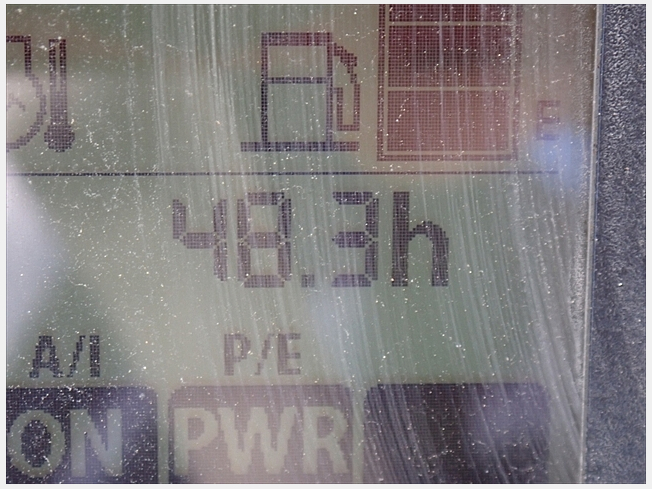 E
48.3h
A/I P/E
ON PWR